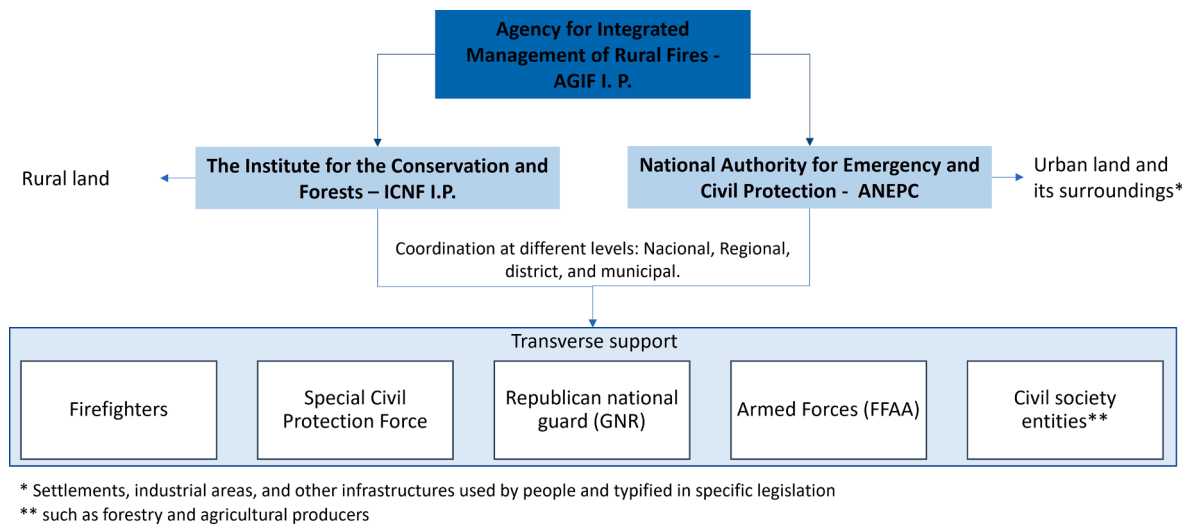 Agency for Integrated
Management of Rural Fires -
AGIF I. P.
Rural land
The Institute for the Conservation and
Forests – ICNF I.P.
National Authority for Emergency and
Civil Protection - ANEPC
Urban land and
its surroundings*
Coordination at different levels: Nacional, Regional,
district, and municipal.
Transverse support
Firefighters
Special Civil
Protection Force
Republican national
guard (GNR)
Armed Forces (FFAA)
Civil society
entities**
* Settlements, industrial areas, and other infrastructures used by people and typified in specific legislation
** such as forestry and agricultural producers